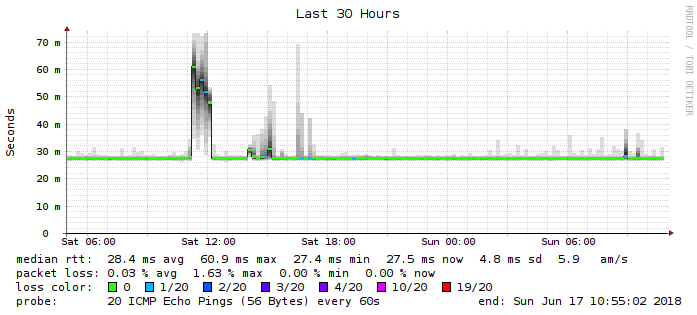 Last 30 Hours
RRDTOOL / TOBI OETIKER
Seconds
70 m
60 m
50 m
40 m
30 m
20 m
10 m
0
Sat 06:00 Sat 12:00 Sat 18:00 Sun 00:00 Sun 06:00
median rtt: 28.4 ms avg 60.9 ms max 27.4 ms min 27.5 ms now 4.8 ms sd 5.9 am/s
packet loss: 0.03 % avg 1.63 % max 0.00 % min 0.00 % now
loss color: 0 1/20 2/20 3/20 4/20 10/20 19/20
probe: 20 ICMP Echo Pings (56 Bytes) every 60s end: Sun Jun 17 10:55:02 2018